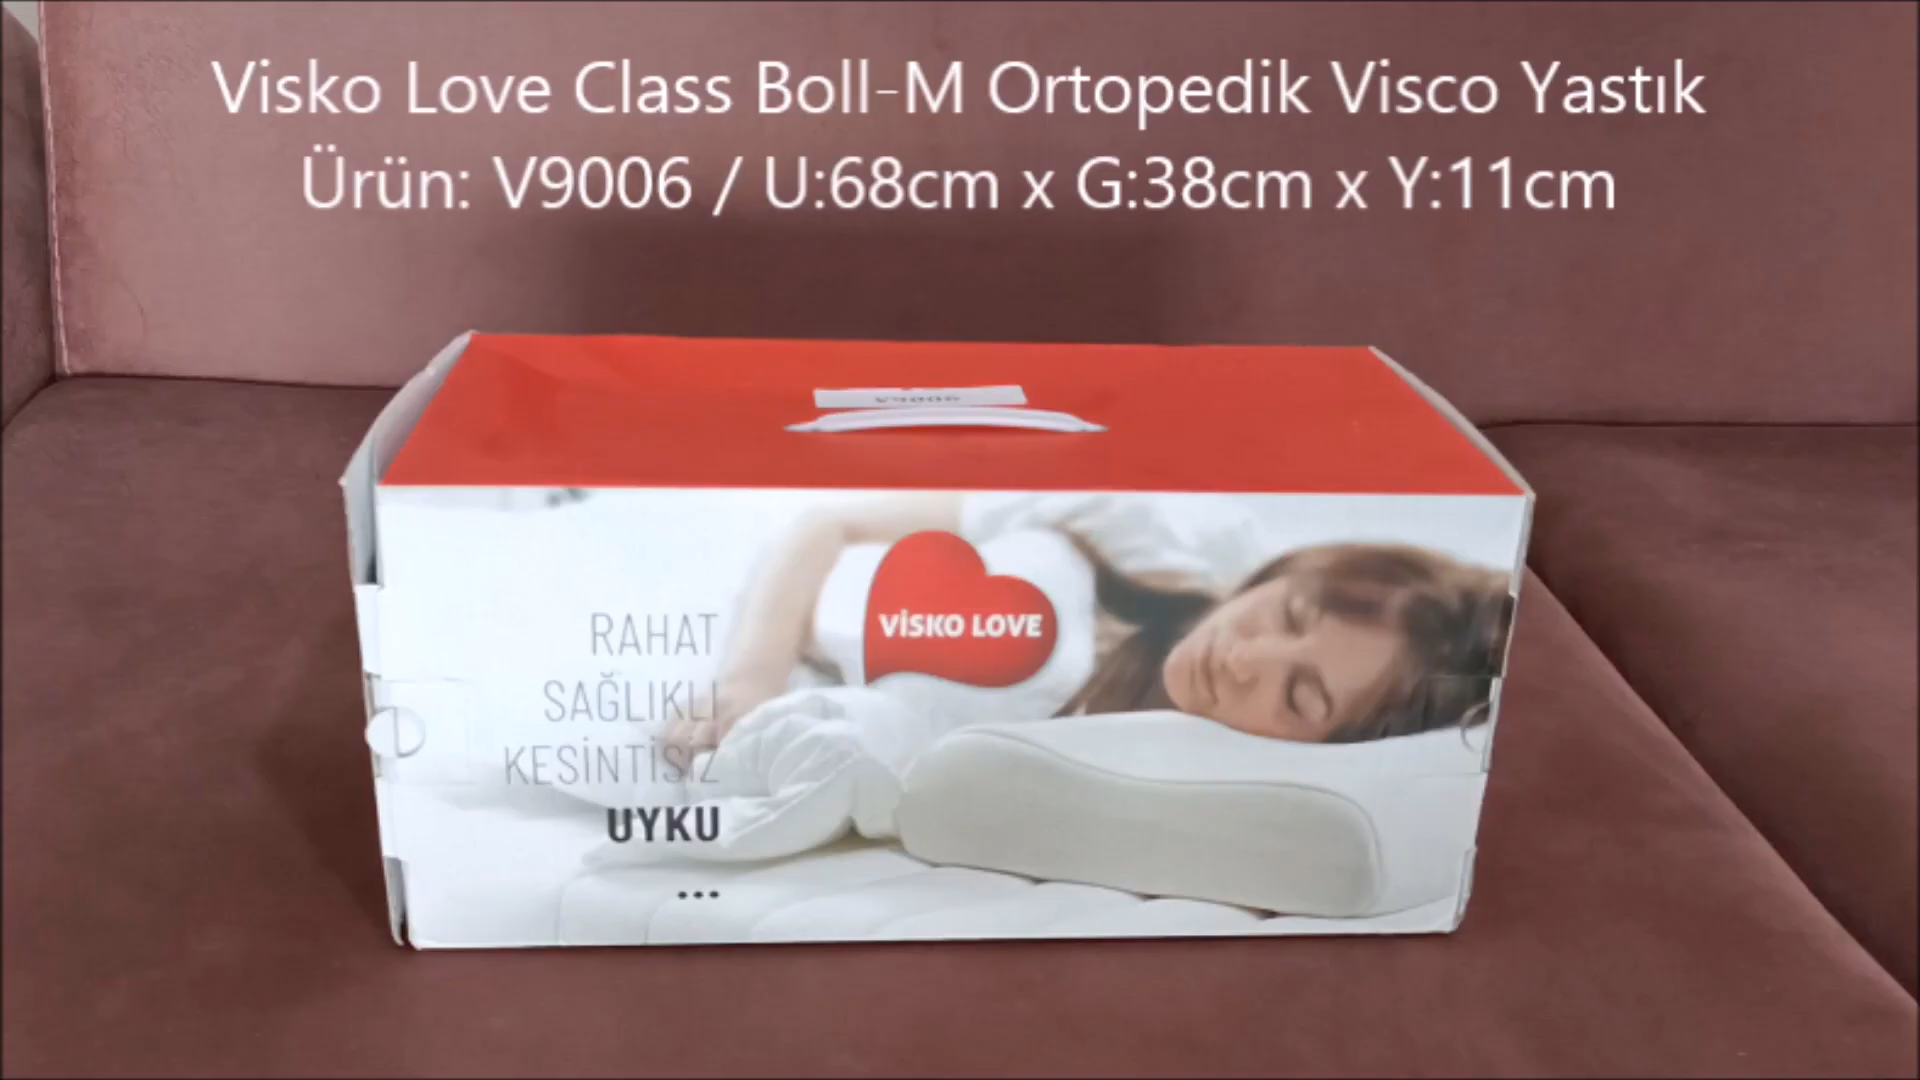 Visko Love Class Boll-M Ortopedik Visco Yastık
Ürün: V9006 / U:68cm x G:38cm x Y:11cm
V9006
VİSKO LOVE
RAHAT
SAĞLIKLI
KESİNTİSİZ
UYKU
...